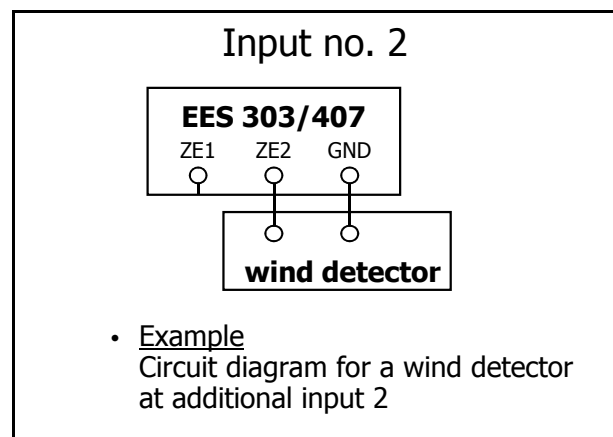 Input no. 2
EES 303/407
ZE1 ZE2 GND
wind detector
• Example
Circuit diagram for a wind detector
at additional input 2